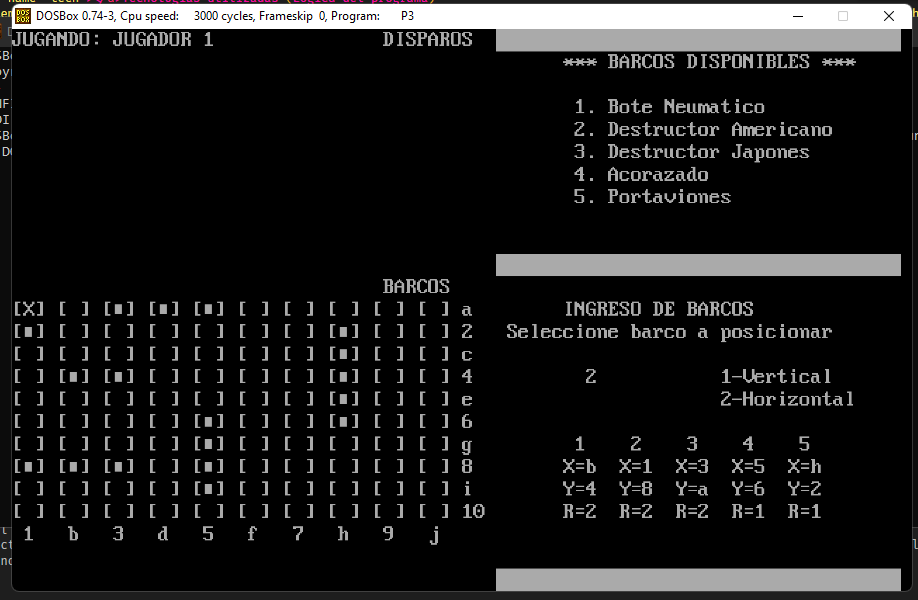 DOSBox 0.74-3, Cpu speed: 3000 cycles, Frameskip 0, Program: P3
JUGANDO: JUGADOR 1 DISPAROS
*** BARCOS DISPONIBLES ***
1. Bote Neumatico
2. Destructor Americano
3. Destructor Japones
4. Acorazado
5. Portaviones
BARCOS
[X] [ ] [■] [■] [■] [ ] [ ] [ ] [ ] [ ] a
[■] [ ] [ ] [ ] [ ] [ ] [ ] [■] [ ] [ ] 2
[ ] [ ] [ ] [ ] [ ] [ ] [ ] [■] [ ] [ ] c
[ ] [■] [■] [ ] [ ] [ ] [ ] [■] [ ] [ ] 4
[ ] [ ] [ ] [ ] [ ] [ ] [ ] [■] [ ] [ ] e
[ ] [ ] [ ] [ ] [■] [ ] [ ] [■] [ ] [ ] 6
[ ] [ ] [ ] [ ] [■] [ ] [ ] [ ] [ ] [ ] g
[■] [■] [■] [ ] [■] [ ] [ ] [ ] [ ] [ ] 8
[ ] [ ] [ ] [ ] [■] [ ] [ ] [ ] [ ] [ ] i
[ ] [ ] [ ] [ ] [ ] [ ] [ ] [ ] [ ] [ ] 10
1 b 3 d 5 f 7 h 9 j
INGRESO DE BARCOS
Seleccione barco a posicionar
2 1-Vertical
2-Horizontal
1 2 3 4 5
X=b X=1 X=3 X=5 X=h
Y=4 Y=8 Y=a Y=6 Y=2
R=2 R=2 R=2 R=1 R=1